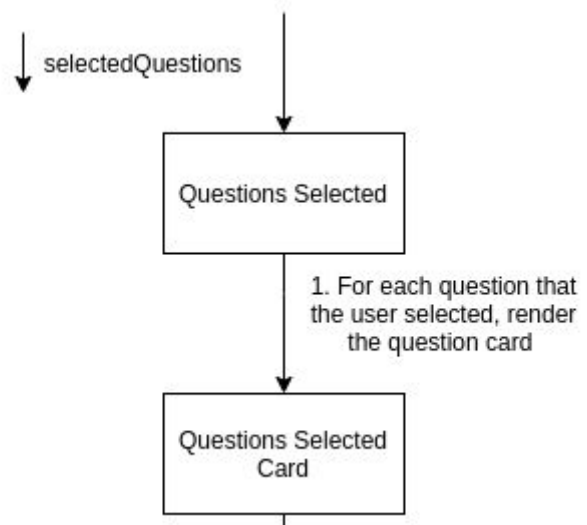 selectedQuestions
Questions Selected
1. For each question that
the user selected, render
the question card
Questions Selected
Card